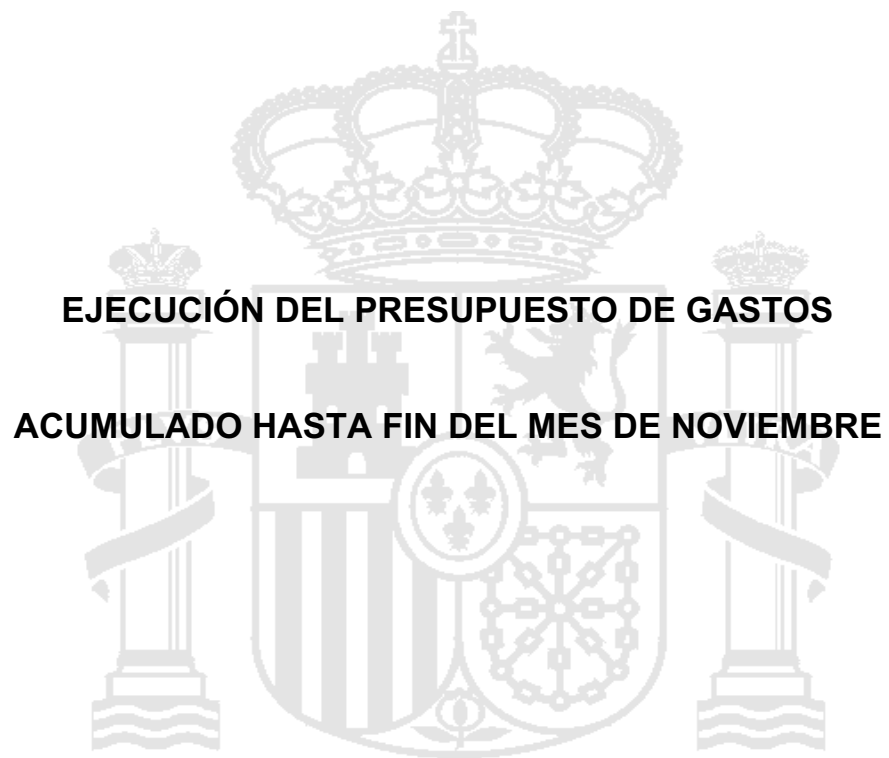 EJECUCIÓN DEL PRESUPUESTO DE GASTOS
ACUMULADO HASTA FIN DEL MES DE NOVIEMBRE